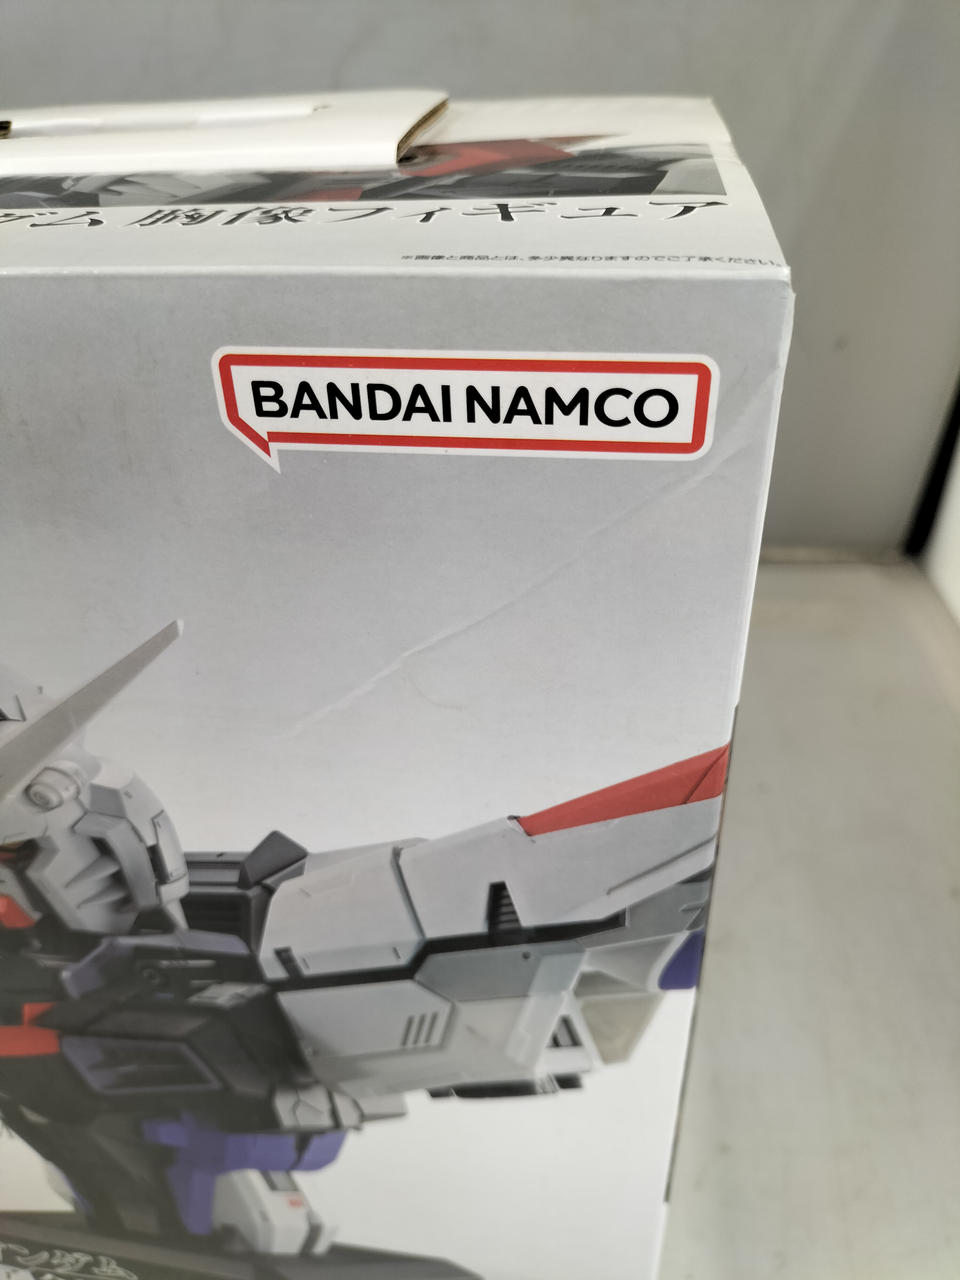 ダム 胸像フィギュア
※画像と商品とは、多少異なりますのでご了承ください。
BANDAI NAMCO